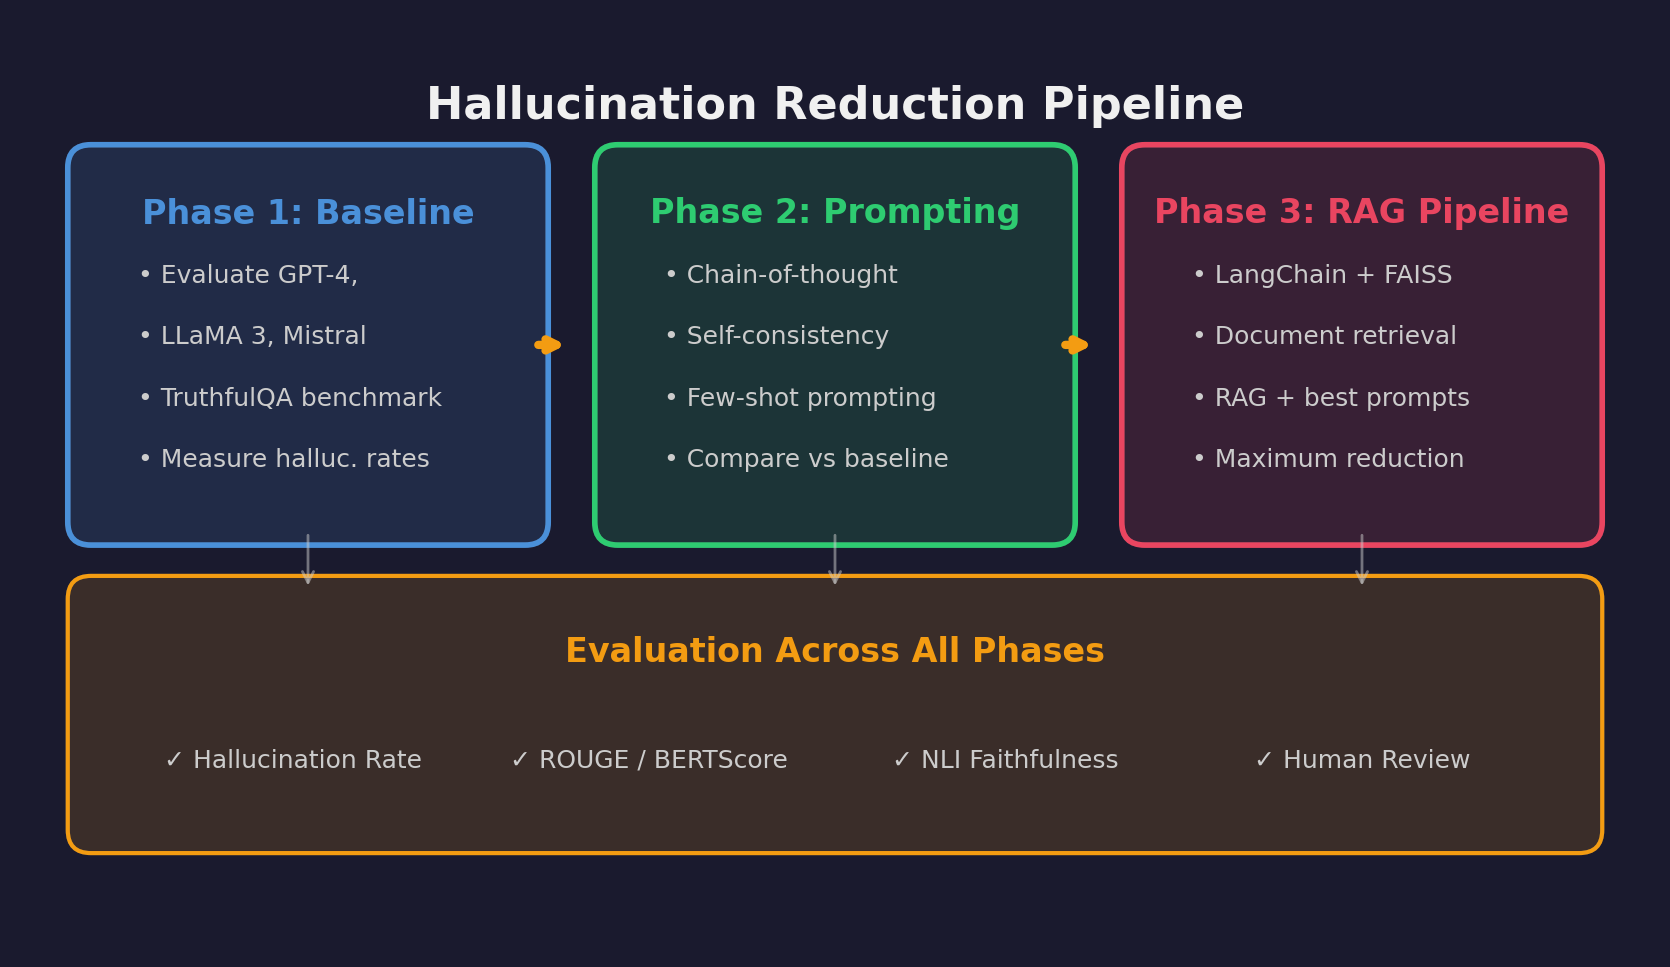 Hallucination Reduction Pipeline
Phase 1: Baseline
• Evaluate GPT-4,
• LLaMA 3, Mistral
• TruthfulQA benchmark
• Measure halluc. rates
Phase 2: Prompting
• Chain-of-thought
• Self-consistency
• Few-shot prompting
• Compare vs baseline
Phase 3: RAG Pipeline
• LangChain + FAISS
• Document retrieval
• RAG + best prompts
• Maximum reduction
Evaluation Across All Phases
✓ Hallucination Rate
✓ ROUGE / BERTScore
✓ NLI Faithfulness
✓ Human Review